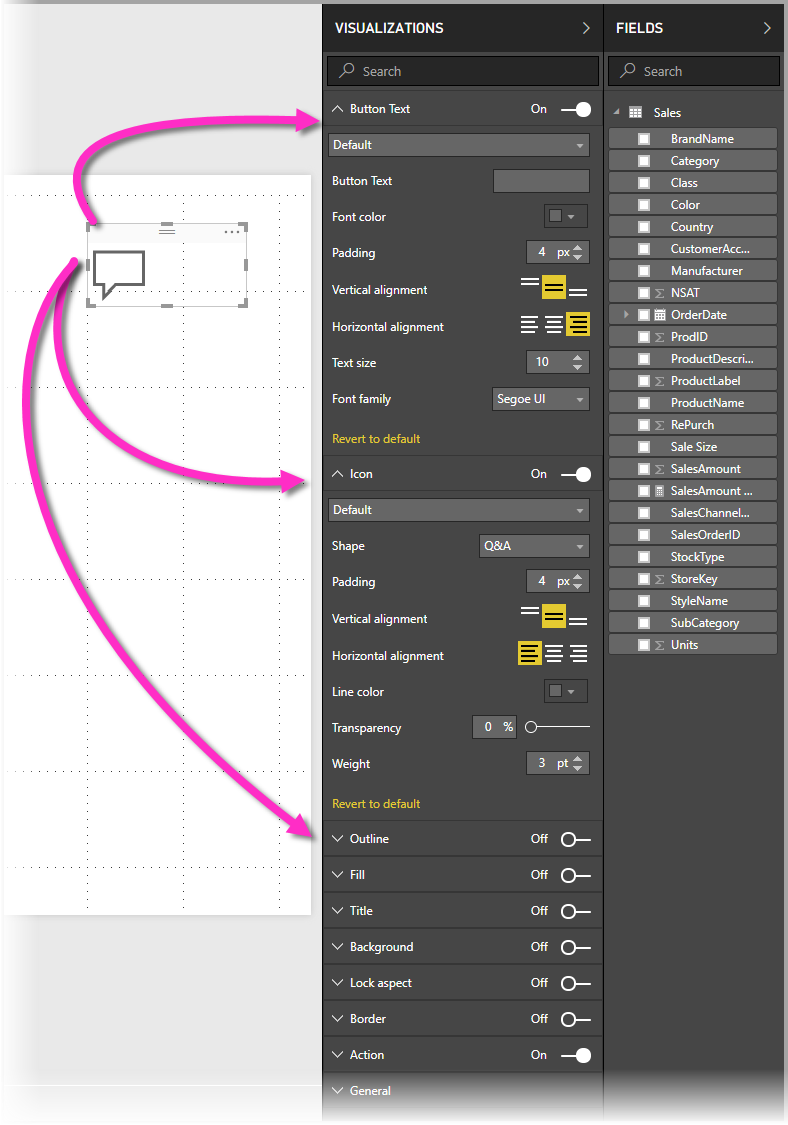 VISUALIZATIONS
Search
Button Text On
Default
Button Text
Font color
Padding 4 px
Vertical alignment
Horizontal alignment
Text size 10
Font family Segoe UI
Revert to default
Icon On
Default
Shape Q&A
Padding 4 px
Vertical alignment
Horizontal alignment
Line color
Transparency 0 %
Weight 3 pt
Revert to default
Outline Off
Fill Off
Title Off
Background Off
Lock aspect Off
Border Off
Action On
General
FIELDS
Search
Sales
BrandName
Category
Class
Color
Country
CustomerAcc...
Manufacturer
NSAT
OrderDate
ProdID
ProductDescri...
ProductLabel
ProductName
RePurch
Sale Size
SalesAmount
SalesAmount ...
SalesChannel...
SalesOrderID
StockType
StoreKey
StyleName
SubCategory
Units